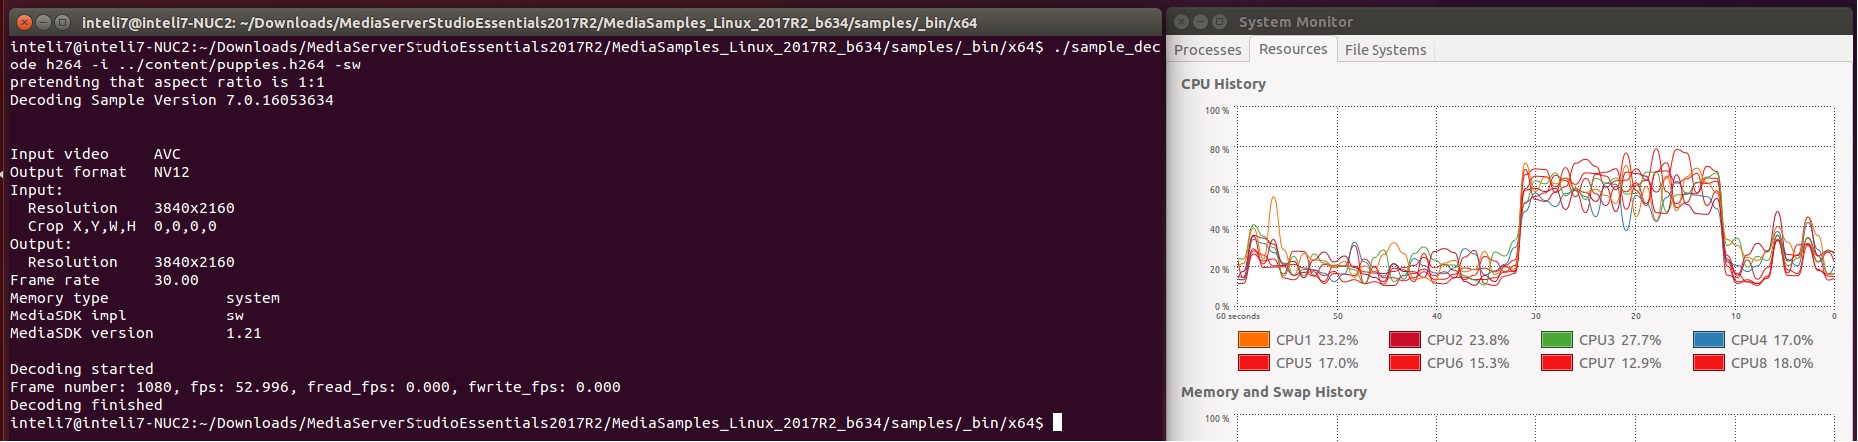 inteli7@inteli7-NUC2: ~/Downloads/MediaServerStudioEssentials2017R2/MediaSamples_Linux_2017R2_b634/samples/_bin/x64
inteli7@inteli7-NUC2:~/Downloads/MediaServerStudioEssentials2017R2/MediaSamples_Linux_2017R2_b634/samples/_bin/x64$ ./sample_dec
ode h264 -i ../content/puppies.h264 -sw
pretending that aspect ratio is 1:1
Decoding Sample Version 7.0.16053634
Input video AVC
Output format NV12
Input:
Resolution 3840x2160
Crop X,Y,W,H 0,0,0,0
Output:
Resolution 3840x2160
Frame rate 30.00
Memory type system
MediaSDK impl sw
MediaSDK version 1.21
Decoding started
Frame number: 1080, fps: 52.996, fread_fps: 0.000, fwrite_fps: 0.000
Decoding finished
inteli7@inteli7-NUC2:~/Downloads/MediaServerStudioEssentials2017R2/MediaSamples_Linux_2017R2_b634/samples/_bin/x64$
System Monitor
Processes Resources File Systems
CPU History
100 %
80 %
60 %
40 %
20 %
0 %
60 seconds 50 40 30 20 10 0
CPU1 23.2% CPU2 23.8% CPU3 27.7% CPU4 17.0%
CPU5 17.0% CPU6 15.3% CPU7 12.9% CPU8 18.0%
Memory and Swap History
100 %